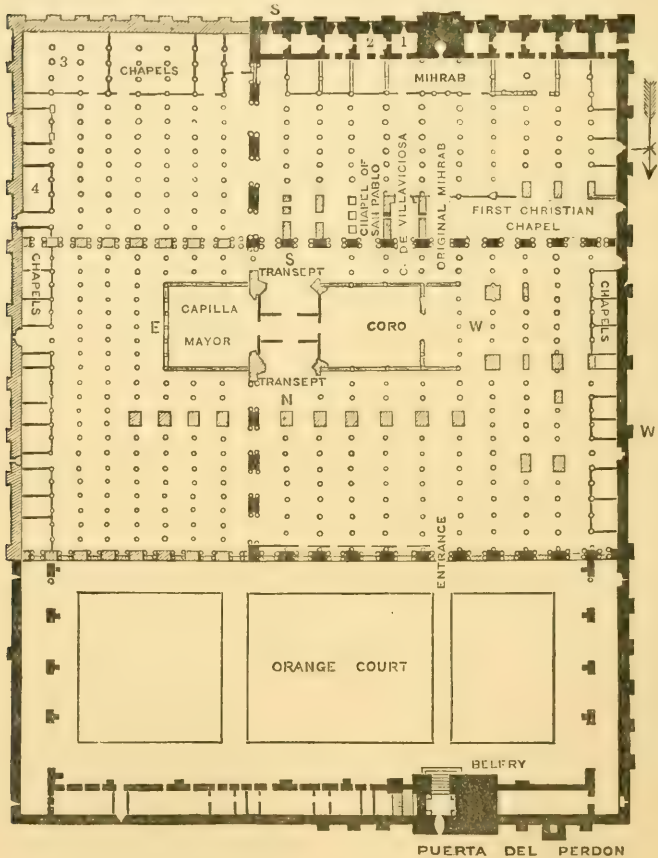 S
2 1
3
CHAPELS
MIHRAB
4
CHAPEL OF
SAN PABLO
C. DE VILLAVICIOSA
ORIGINAL MIHRAB
FIRST CHRISTIAN
CHAPEL
CHAPELS
S
TRANSEPT
E
CAPILLA
MAYOR
CORO
W
CHAPELS
TRANSEPT
N
W
ENTRANCE
ORANGE COURT
BELFRY
PUERTA DEL PERDON